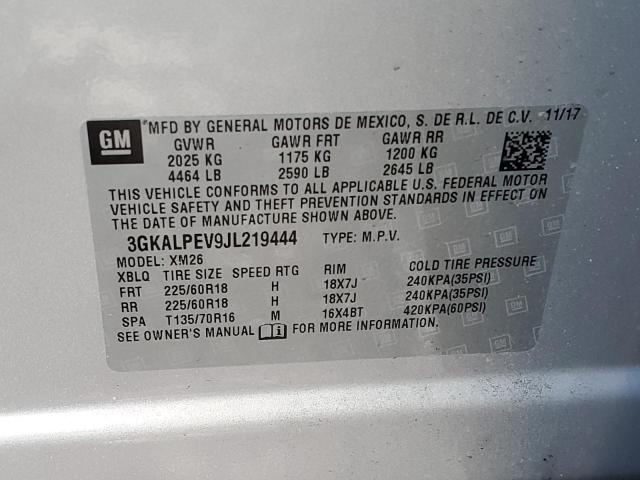 GM
*MFD BY GENERAL MOTORS DE MEXICO, S. DE R.L. DE C.V. 11/17
GVWR GAWR FRT GAWR RR
2025 KG 1175 KG 1200 KG
4464 LB 2590 LB 2645 LB
THIS VEHICLE CONFORMS TO ALL APPLICABLE U.S. FEDERAL MOTOR
VEHICLE SAFETY AND THEFT PREVENTION STANDARDS IN EFFECT ON
THE DATE OF MANUFACTURE SHOWN ABOVE.
3GKALPEV9JL219444 TYPE: M.P.V.
MODEL: XM26
XBLQ TIRE SIZE SPEED RTG RIM COLD TIRE PRESSURE
FRT 225/60R18 H 18X7J 240KPA(35PSI)
RR 225/60R18 H 18X7J 240KPA(35PSI)
SPA T135/70R16 M 16X4BT 420KPA(60PSI)
SEE OWNER'S MANUAL FOR MORE INFORMATION.